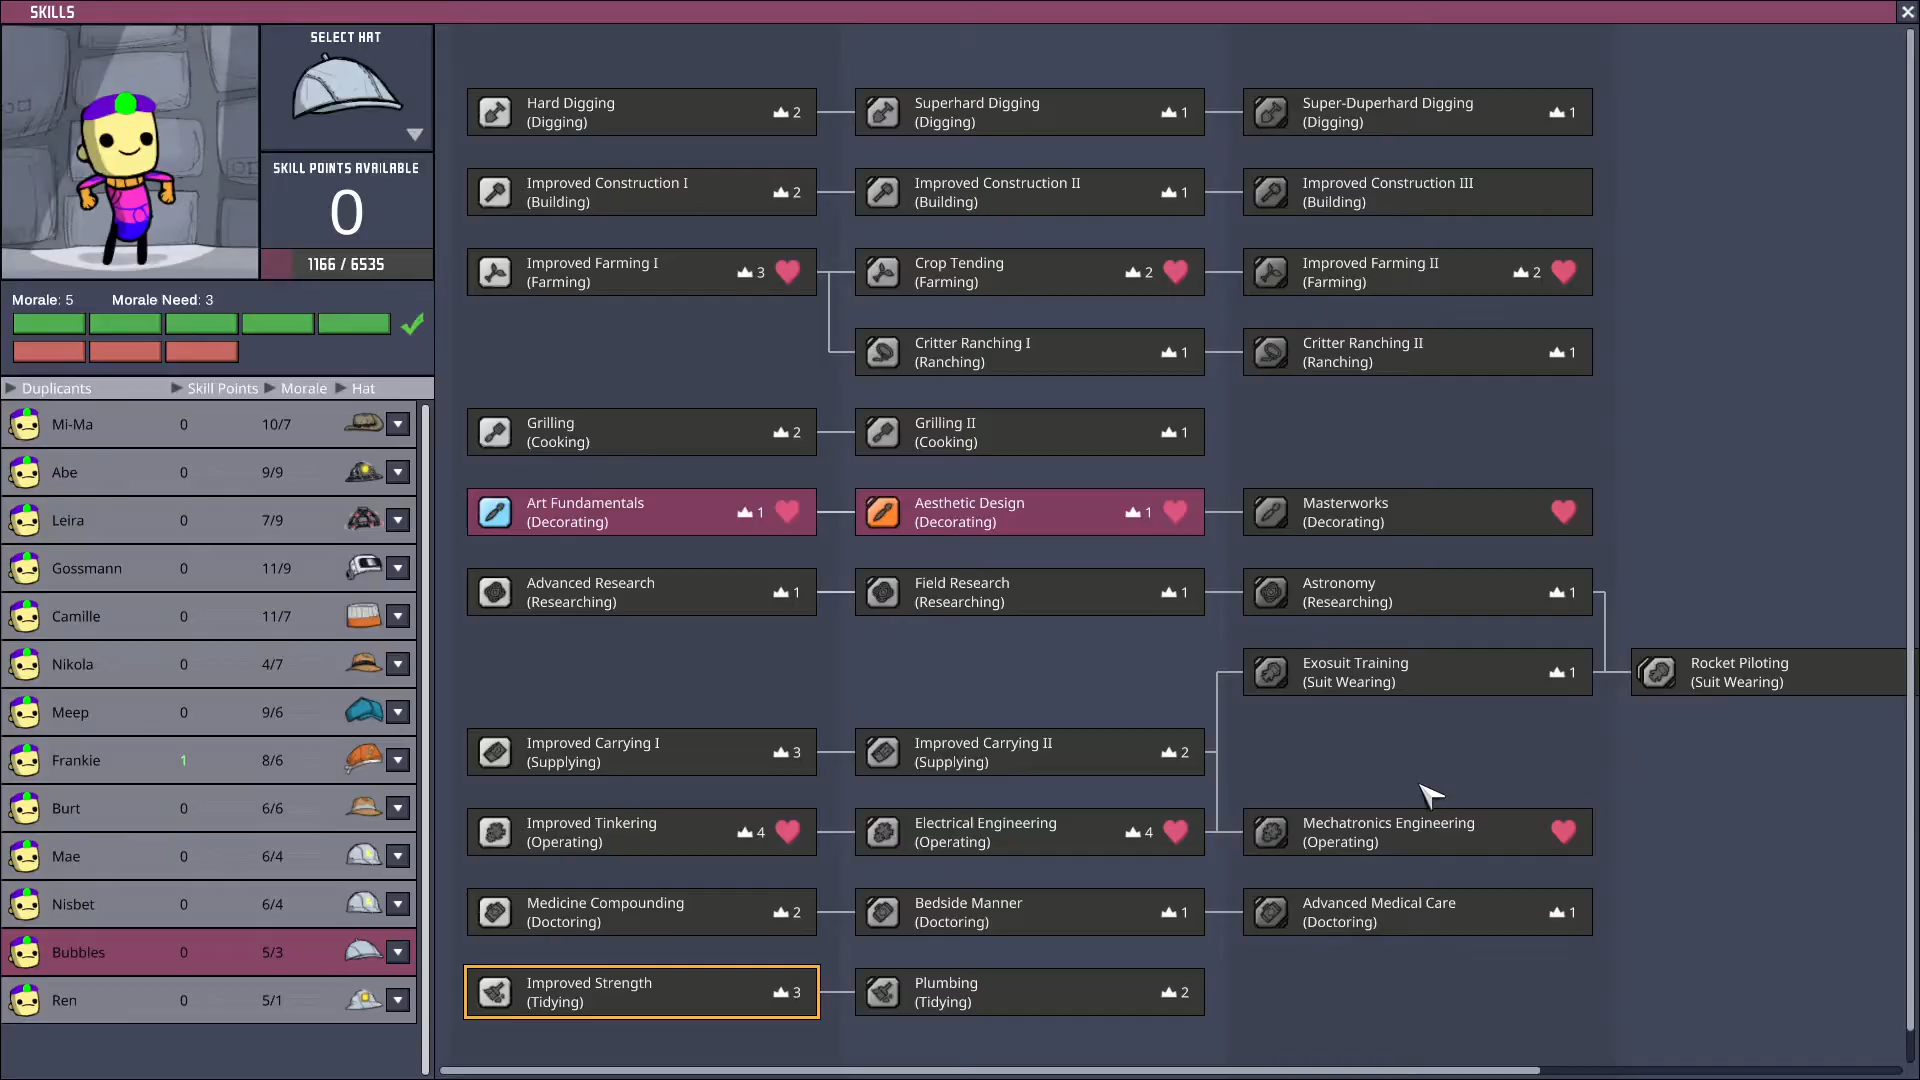 SKILLS
SELECT HAT
SKILL POINTS AVAILABLE
0
1166 / 6535
Morale: 5 Morale Need: 3
Duplicants Skill Points Morale Hat
Mi-Ma 0 10/7
Abe 0 9/9
Leira 0 7/9
Gossmann 0 11/9
Camille 0 11/7
Nikola 0 4/7
Meep 0 9/6
Frankie 1 8/6
Burt 0 6/6
Mae 0 6/4
Nisbet 0 6/4
Bubbles 0 5/3
Ren 0 5/1
Hard Digging
(Digging)
2
Superhard Digging
(Digging)
1
Super-Duperhard Digging
(Digging)
1
Improved Construction I
(Building)
2
Improved Construction II
(Building)
1
Improved Construction III
(Building)
Improved Farming I
(Farming)
3
Crop Tending
(Farming)
2
Improved Farming II
(Farming)
2
Critter Ranching I
(Ranching)
1
Critter Ranching II
(Ranching)
1
Grilling
(Cooking)
2
Grilling II
(Cooking)
1
Art Fundamentals
(Decorating)
1
Aesthetic Design
(Decorating)
1
Masterworks
(Decorating)
Advanced Research
(Researching)
1
Field Research
(Researching)
1
Astronomy
(Researching)
1
Exosuit Training
(Suit Wearing)
1
Rocket Piloting
(Suit Wearing)
Improved Carrying I
(Supplying)
3
Improved Carrying II
(Supplying)
2
Improved Tinkering
(Operating)
4
Electrical Engineering
(Operating)
4
Mechatronics Engineering
(Operating)
Medicine Compounding
(Doctoring)
2
Bedside Manner
(Doctoring)
1
Advanced Medical Care
(Doctoring)
1
Improved Strength
(Tidying)
3
Plumbing
(Tidying)
2